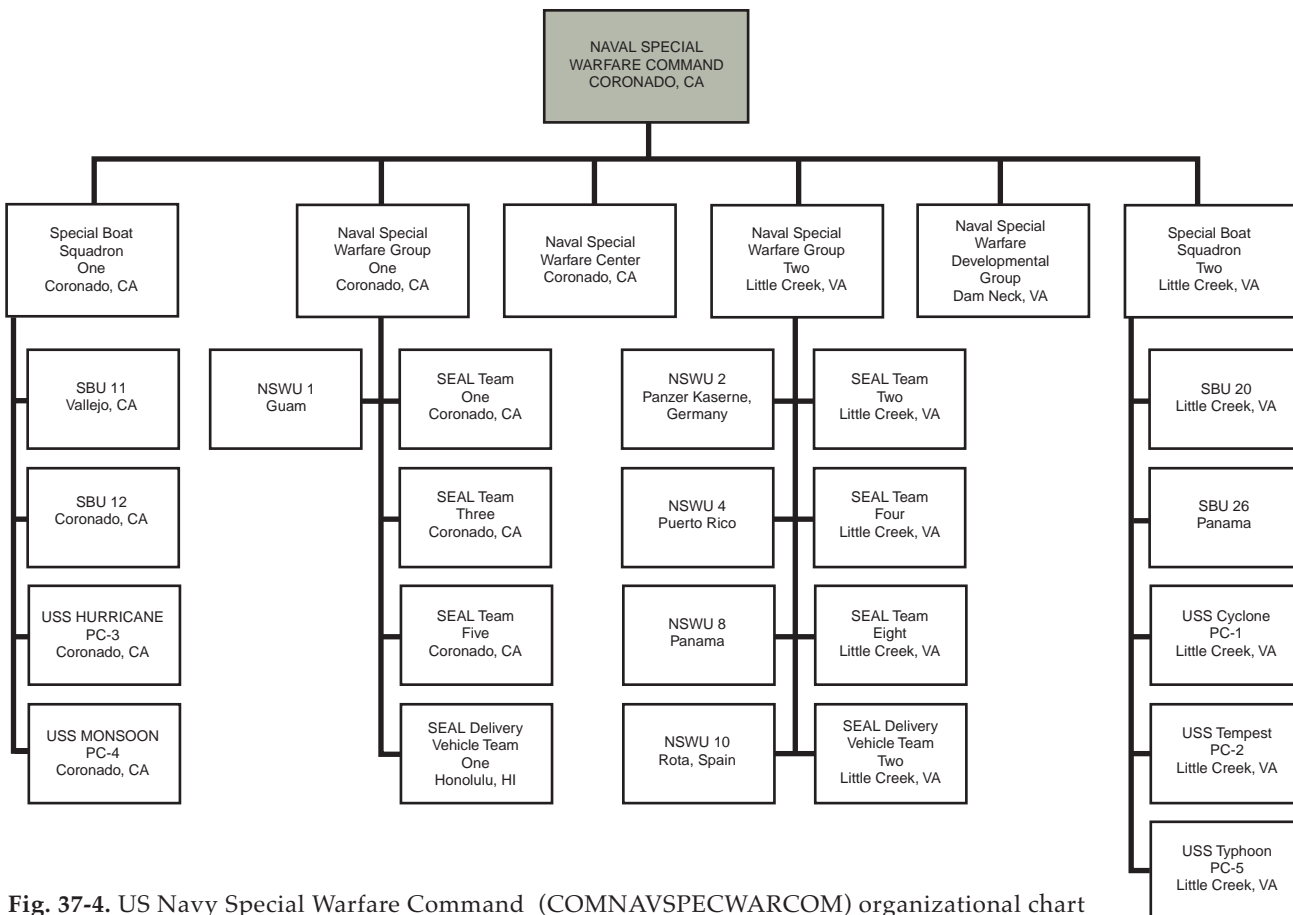 NAVAL SPECIAL
WARFARE COMMAND
CORONADO, CA
Special Boat
Squadron
One
Coronado, CA
Naval Special
Warfare Group
One
Coronado, CA
Naval Special
Warfare Center
Coronado, CA
Naval Special
Warfare Group
Two
Little Creek, VA
Naval Special
Warfare
Developmental
Group
Dam Neck, VA
Special Boat
Squadron
Two
Little Creek, VA
SBU 11
Vallejo, CA
SBU 12
Coronado, CA
USS HURRICANE
PC-3
Coronado, CA
USS MONSOON
PC-4
Coronado, CA
NSWU 1
Guam
SEAL Team
One
Coronado, CA
SEAL Team
Three
Coronado, CA
SEAL Team
Five
Coronado, CA
SEAL Delivery
Vehicle Team
One
Honolulu, HI
NSWU 2
Panzer Kaserne,
Germany
NSWU 4
Puerto Rico
NSWU 8
Panama
NSWU 10
Rota, Spain
SEAL Team
Two
Little Creek, VA
SEAL Team
Four
Little Creek, VA
SEAL Team
Eight
Little Creek, VA
SEAL Delivery
Vehicle Team
Two
Little Creek, VA
SBU 20
Little Creek, VA
SBU 26
Panama
USS Cyclone
PC-1
Little Creek, VA
USS Tempest
PC-2
Little Creek, VA
USS Typhoon
PC-5
Little Creek, VA
Fig. 37-4. US Navy Special Warfare Command (COMNAVSPECWARCOM) organizational chart